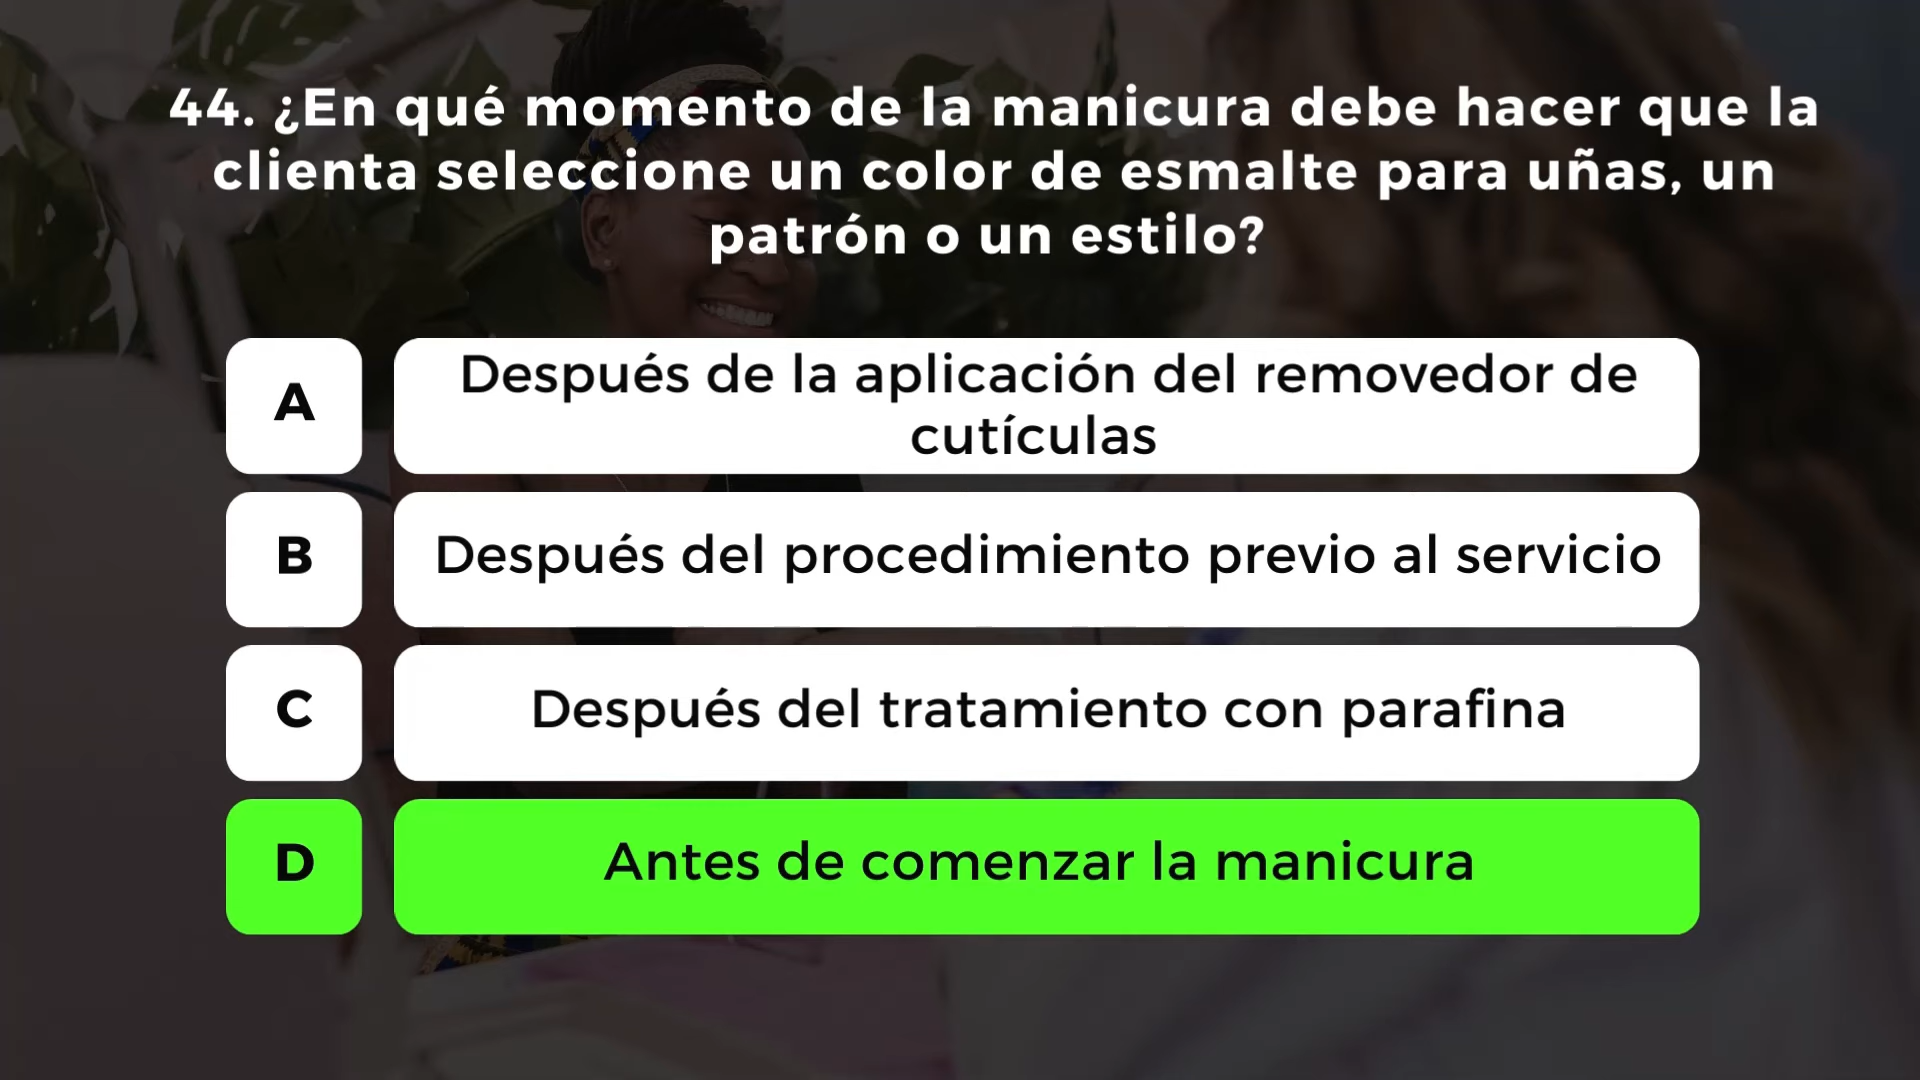 44. ¿En qué momento de la manicura debe hacer que la
clienta seleccione un color de esmalte para uñas, un
patrón o un estilo?
A
Después de la aplicación del removedor de
cutículas
B
Después del procedimiento previo al servicio
C
Después del tratamiento con parafina
D
Antes de comenzar la manicura